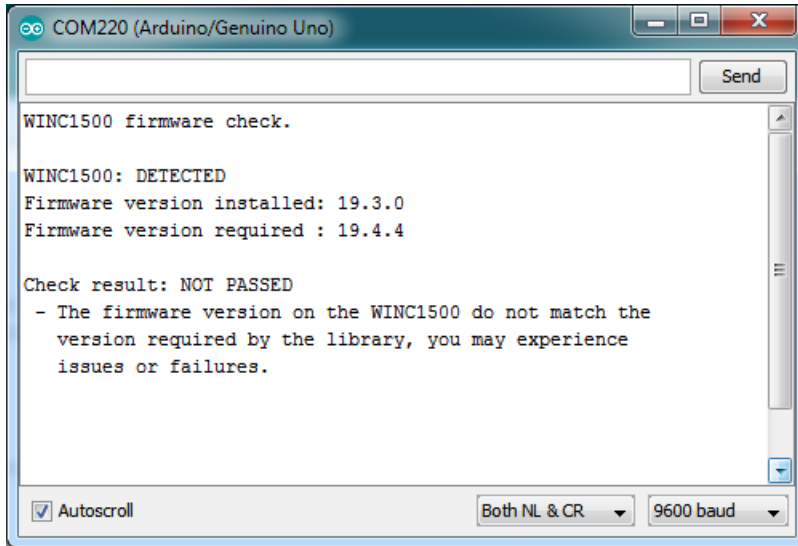 COM220 (Arduino/Genuino Uno)
Send
WINC1500 firmware check.
WINC1500: DETECTED
Firmware version installed: 19.3.0
Firmware version required : 19.4.4
Check result: NOT PASSED
- The firmware version on the WINC1500 do not match the
version required by the library, you may experience
issues or failures.
Autoscroll
Both NL & CR
9600 baud